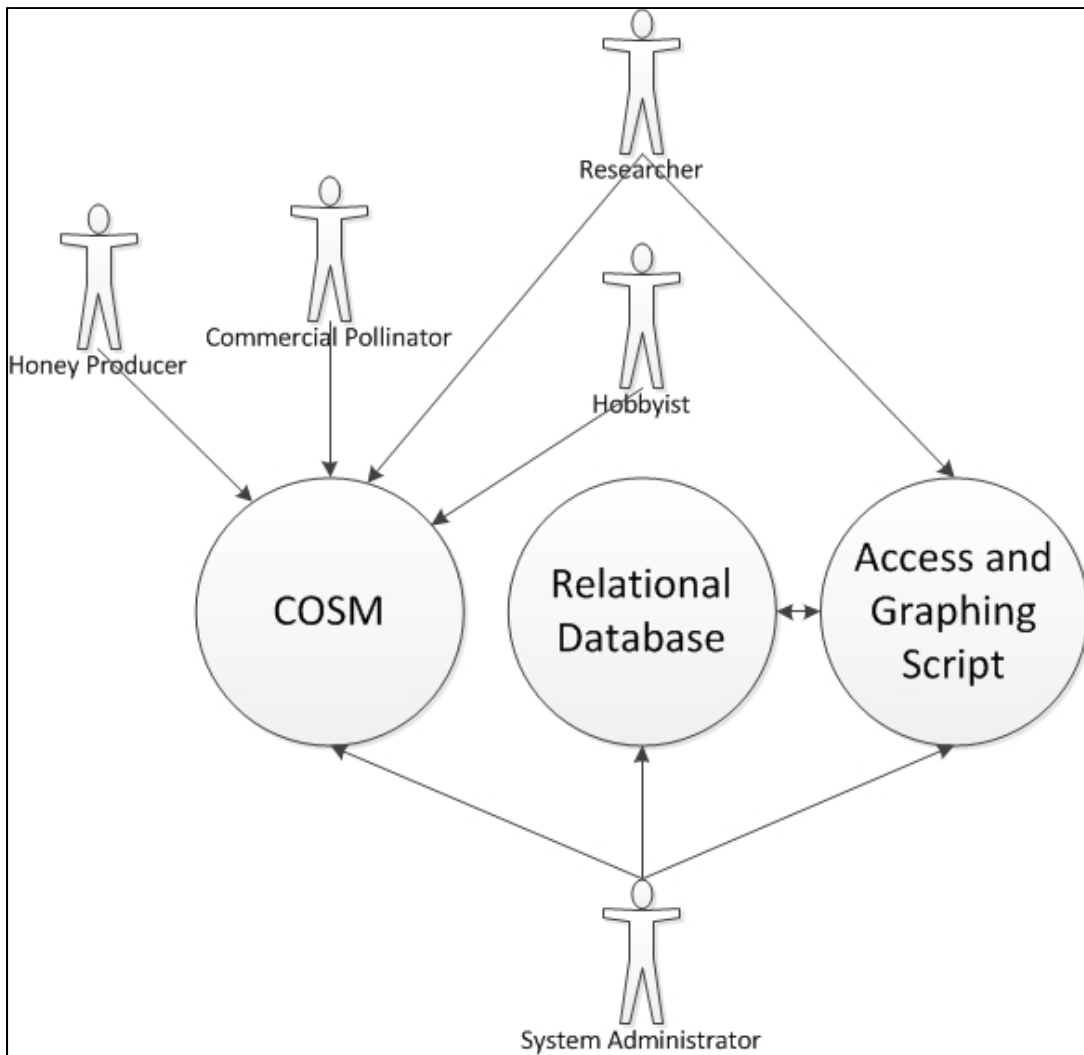 Researcher
Commercial Pollinator
Honey Producer
Hobbyist
COSM
Relational
Database
Access and
Graphing
Script
System Administrator